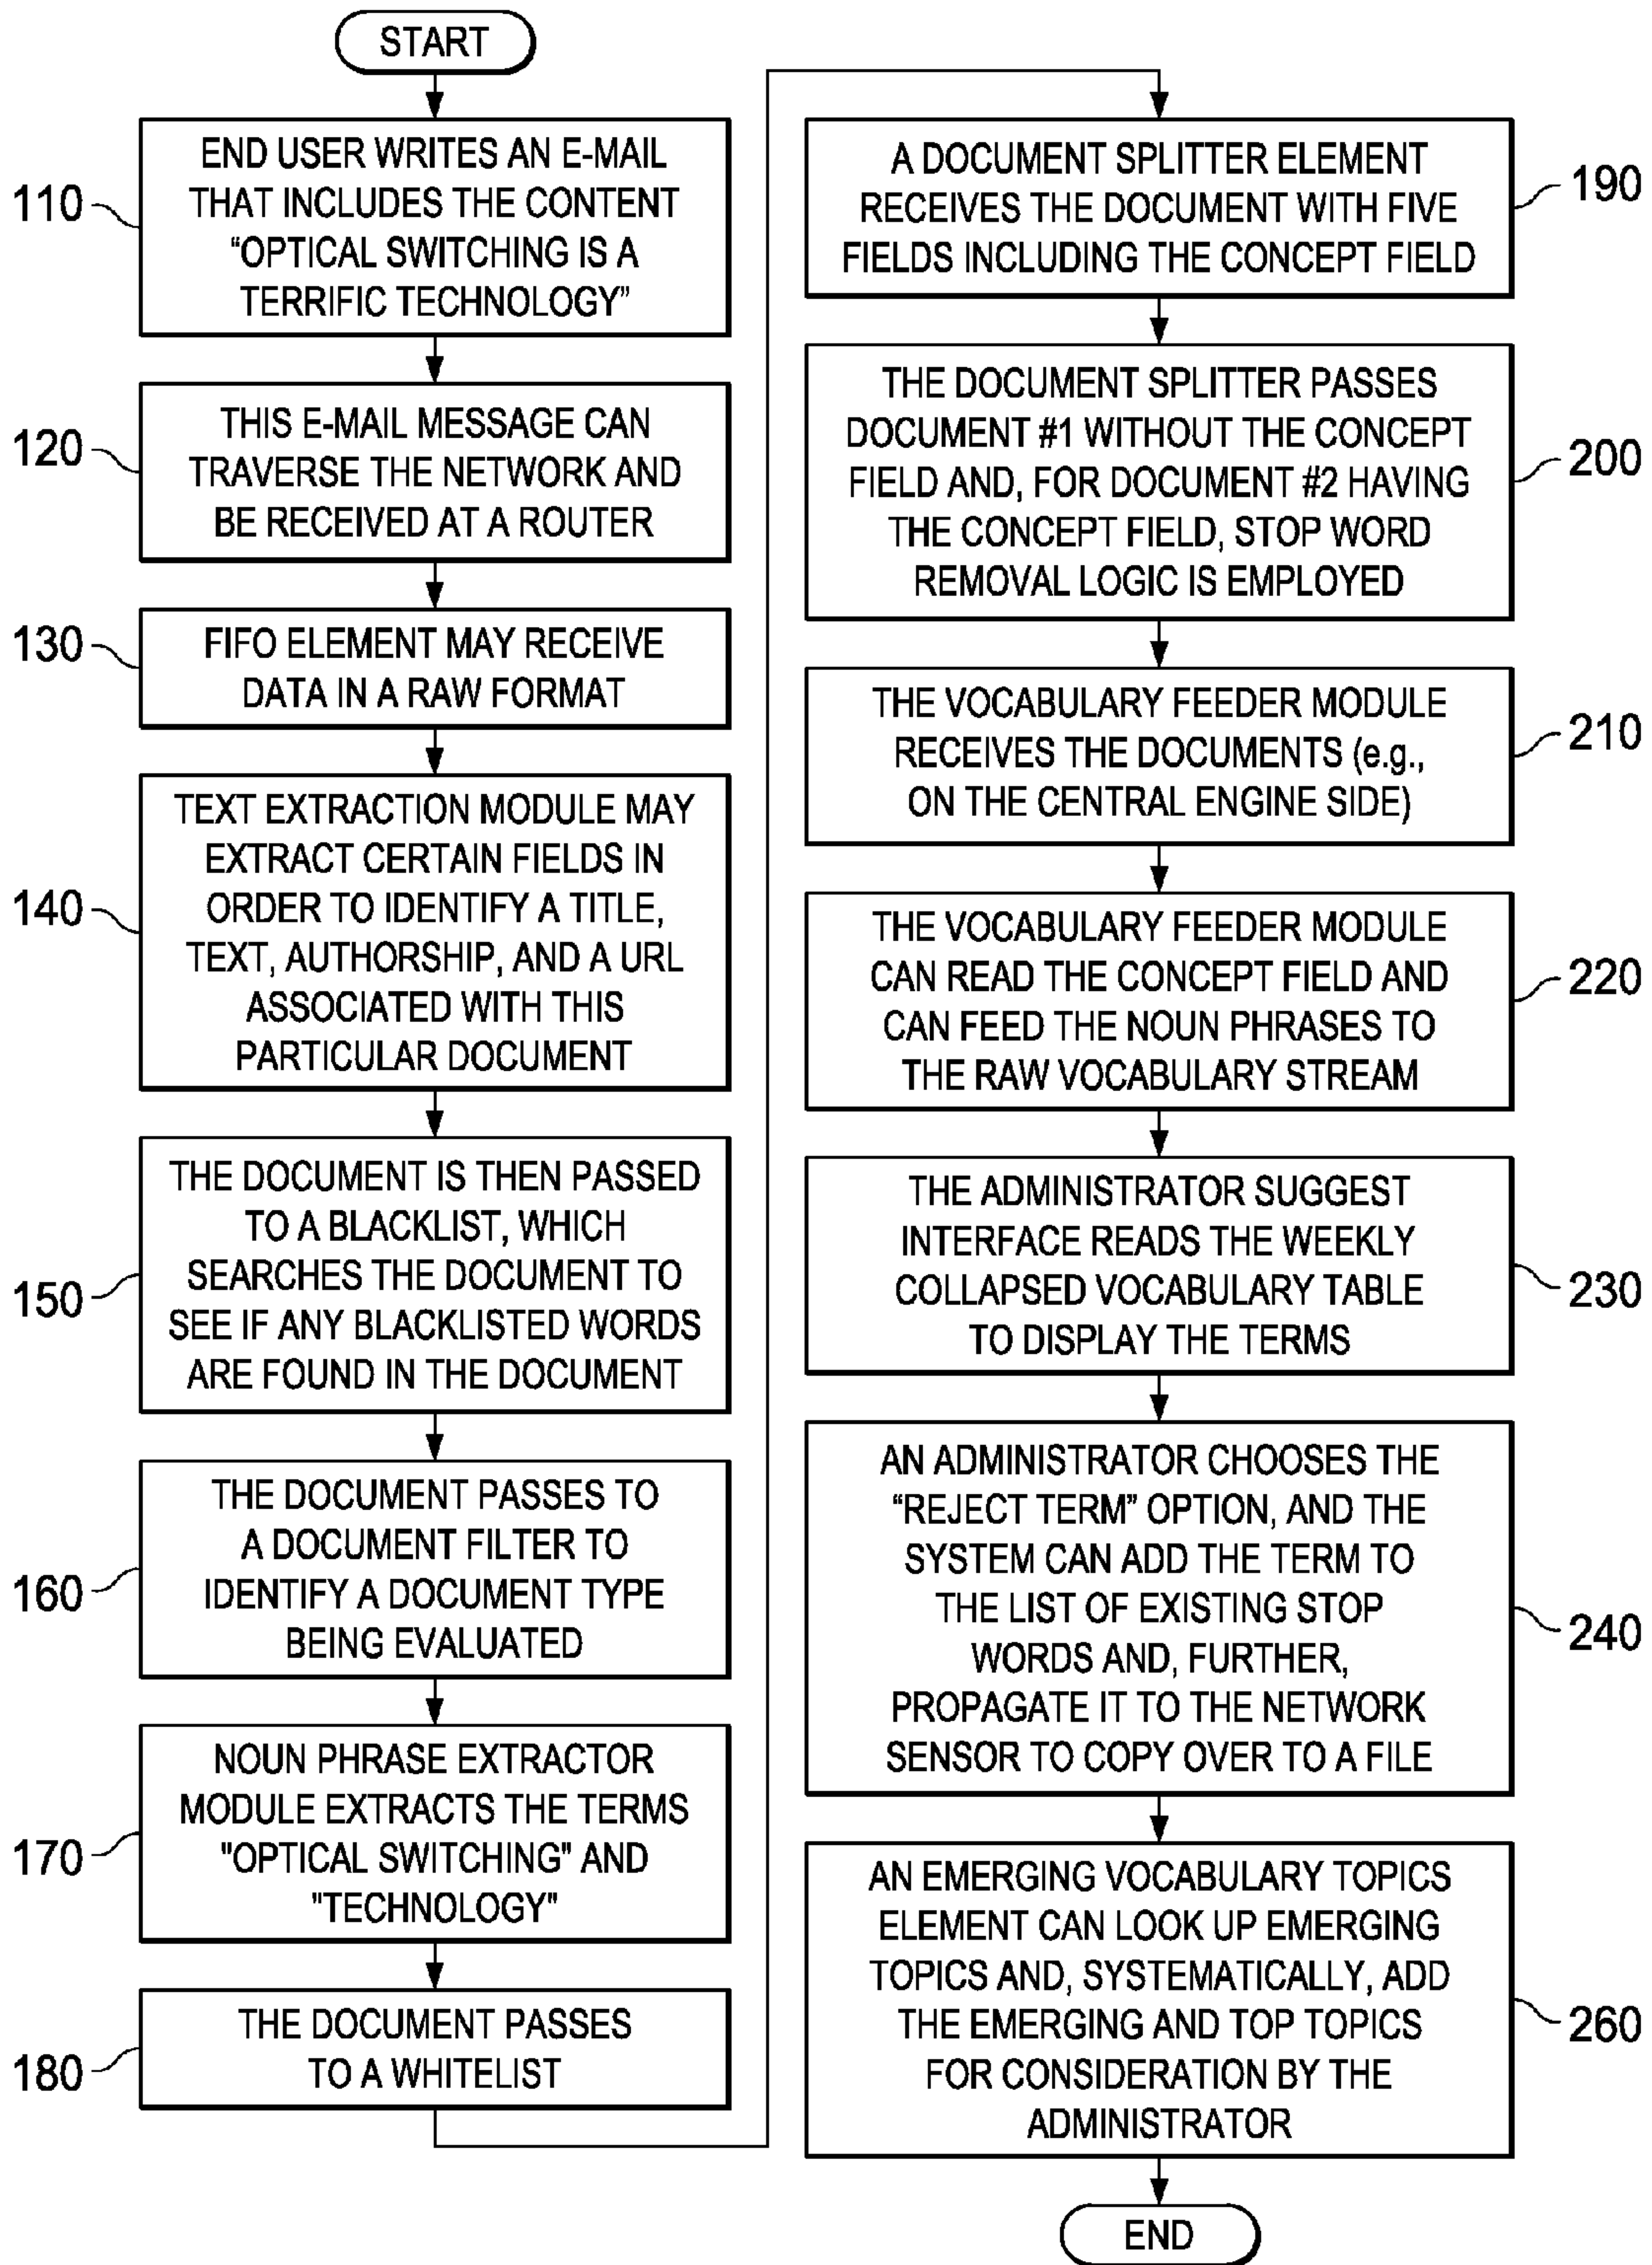 START
110
END USER WRITES AN E-MAIL
THAT INCLUDES THE CONTENT
“OPTICAL SWITCHING IS A
TERRIFIC TECHNOLOGY”
120
THIS E-MAIL MESSAGE CAN
TRAVERSE THE NETWORK AND
BE RECEIVED AT A ROUTER
130
FIFO ELEMENT MAY RECEIVE
DATA IN A RAW FORMAT
140
TEXT EXTRACTION MODULE MAY
EXTRACT CERTAIN FIELDS IN
ORDER TO IDENTIFY A TITLE,
TEXT, AUTHORSHIP, AND A URL
ASSOCIATED WITH THIS
PARTICULAR DOCUMENT
150
THE DOCUMENT IS THEN PASSED
TO A BLACKLIST, WHICH
SEARCHES THE DOCUMENT TO
SEE IF ANY BLACKLISTED WORDS
ARE FOUND IN THE DOCUMENT
160
THE DOCUMENT PASSES TO
A DOCUMENT FILTER TO
IDENTIFY A DOCUMENT TYPE
BEING EVALUATED
170
NOUN PHRASE EXTRACTOR
MODULE EXTRACTS THE TERMS
"OPTICAL SWITCHING" AND
"TECHNOLOGY"
180
THE DOCUMENT PASSES
TO A WHITELIST
A DOCUMENT SPLITTER ELEMENT
RECEIVES THE DOCUMENT WITH FIVE
FIELDS INCLUDING THE CONCEPT FIELD
190
THE DOCUMENT SPLITTER PASSES
DOCUMENT #1 WITHOUT THE CONCEPT
FIELD AND, FOR DOCUMENT #2 HAVING
THE CONCEPT FIELD, STOP WORD
REMOVAL LOGIC IS EMPLOYED
200
THE VOCABULARY FEEDER MODULE
RECEIVES THE DOCUMENTS (e.g.,
ON THE CENTRAL ENGINE SIDE)
210
THE VOCABULARY FEEDER MODULE
CAN READ THE CONCEPT FIELD AND
CAN FEED THE NOUN PHRASES TO
THE RAW VOCABULARY STREAM
220
THE ADMINISTRATOR SUGGEST
INTERFACE READS THE WEEKLY
COLLAPSED VOCABULARY TABLE
TO DISPLAY THE TERMS
230
AN ADMINISTRATOR CHOOSES THE
“REJECT TERM” OPTION, AND THE
SYSTEM CAN ADD THE TERM TO
THE LIST OF EXISTING STOP
WORDS AND, FURTHER,
PROPAGATE IT TO THE NETWORK
SENSOR TO COPY OVER TO A FILE
240
AN EMERGING VOCABULARY TOPICS
ELEMENT CAN LOOK UP EMERGING
TOPICS AND, SYSTEMATICALLY, ADD
THE EMERGING AND TOP TOPICS
FOR CONSIDERATION BY THE
ADMINISTRATOR
260
END